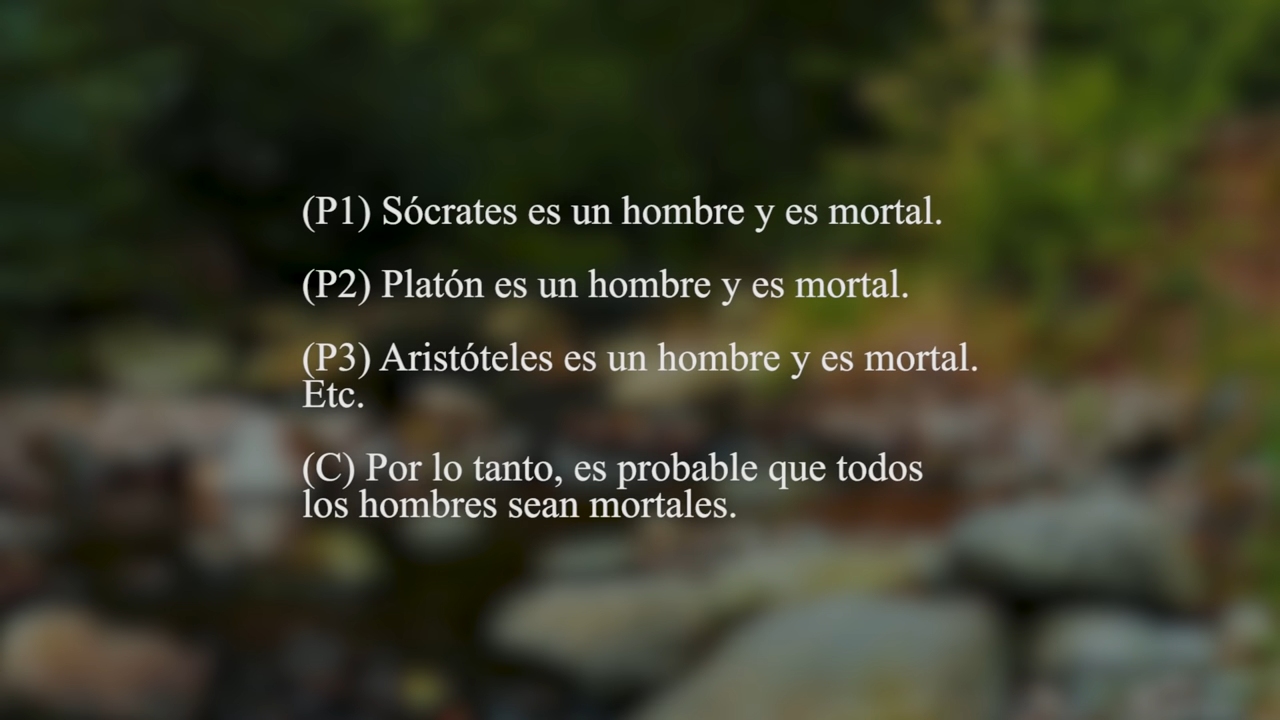 (P1) Sócrates es un hombre y es mortal.
(P2) Platón es un hombre y es mortal.
(P3) Aristóteles es un hombre y es mortal.
Etc.
(C) Por lo tanto, es probable que todos
los hombres sean mortales.